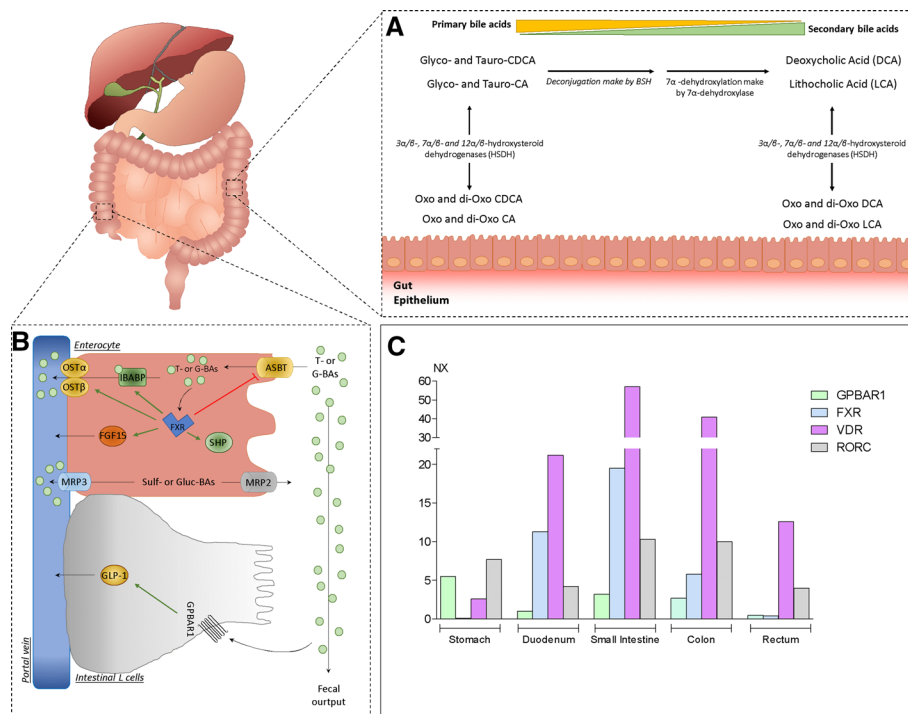 A
Primary bile acids
Secondary bile acids
Glyco- and Tauro-CDCA
Glyco- and Tauro-CA
Deconjugation make by BSH
7α -dehydroxylation make
by 7α-dehydroxylase
Deoxycholic Acid (DCA)
Lithocholic Acid (LCA)
3α/β-, 7α/β- and 12α/β-hydroxysteroid
dehydrogenases (HSDH)
3α/β-, 7α/β- and 12α/β-hydroxysteroid
dehydrogenases (HSDH)
Oxo and di-Oxo CDCA
Oxo and di-Oxo CA
Oxo and di-Oxo DCA
Oxo and di-Oxo LCA
Gut
Epithelium
B
Enterocyte
OSTα
OSTβ
IBABP
T- or G-BAs
ASBT
T- or
G-BAs
FXR
FGF15
SHP
MRP3
Sulf- or Gluc-BAs
MRP2
GLP-1
GPBAR1
Portal vein
Intestinal L cells
Fecal
ourtput
C
NX
60
50
40
30
20
15
10
5
0
GPBAR1
FXR
VDR
RORC
Stomach
Duodenum
Small Intestine
Colon
Rectum